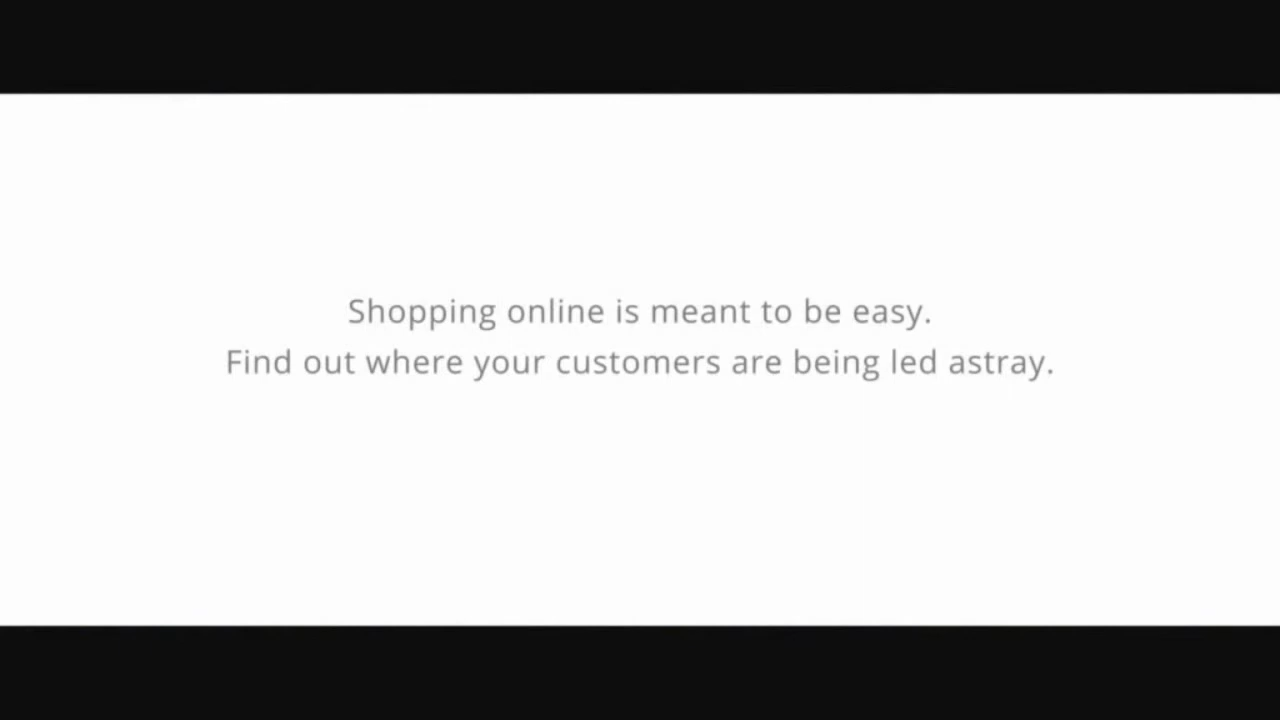 Shopping online is meant to be easy.
Find out where your customers are being led astray.